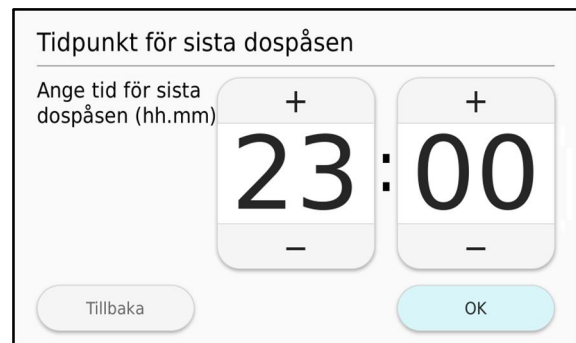 Tidpunkt för sista dospåsen
Ange tid för sista
dospåsen (hh.mm)
+ +
23:00
− −
Tillbaka OK